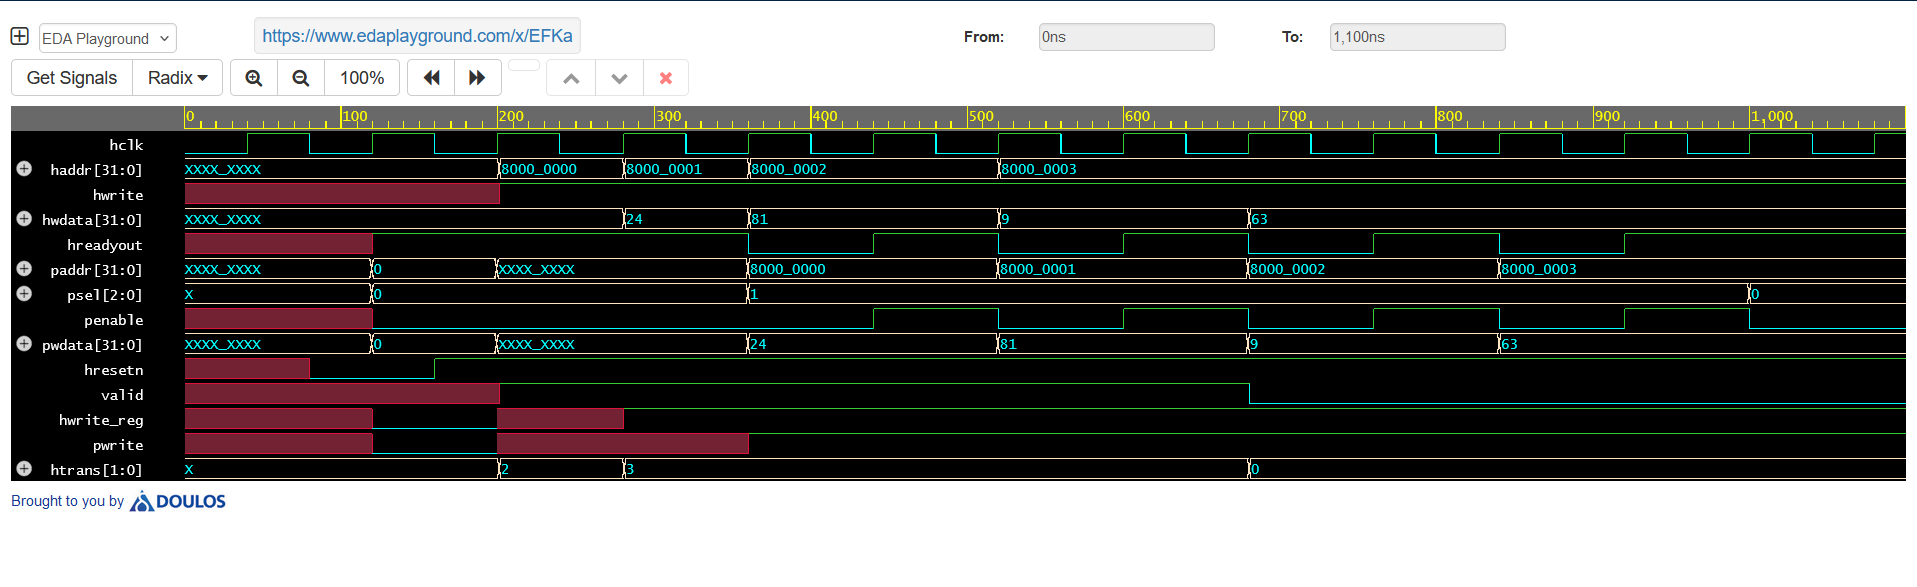 EDA Playground https://www.edaplayground.com/x/EFKa From: 0ns To: 1,100ns
Get Signals Radix 100%
0 100 200 300 400 500 600 700 800 900 1,000
hclk
haddr[31:0] XXXX_XXXX 8000_0000 8000_0001 8000_0002 8000_0003
hwrite
hwdata[31:0] XXXX_XXXX 24 81 9 63
hreadyout
paddr[31:0] XXXX_XXXX 0 XXXX_XXXX 8000_0000 8000_0001 8000_0002 8000_0003
psel[2:0] X 0 1 0
penable
pwdata[31:0] XXXX_XXXX 0 XXXX_XXXX 24 81 9 63
hresetn
valid
hwrite_reg
pwrite
htrans[1:0] X 2 3 0
Brought to you by DOULOS